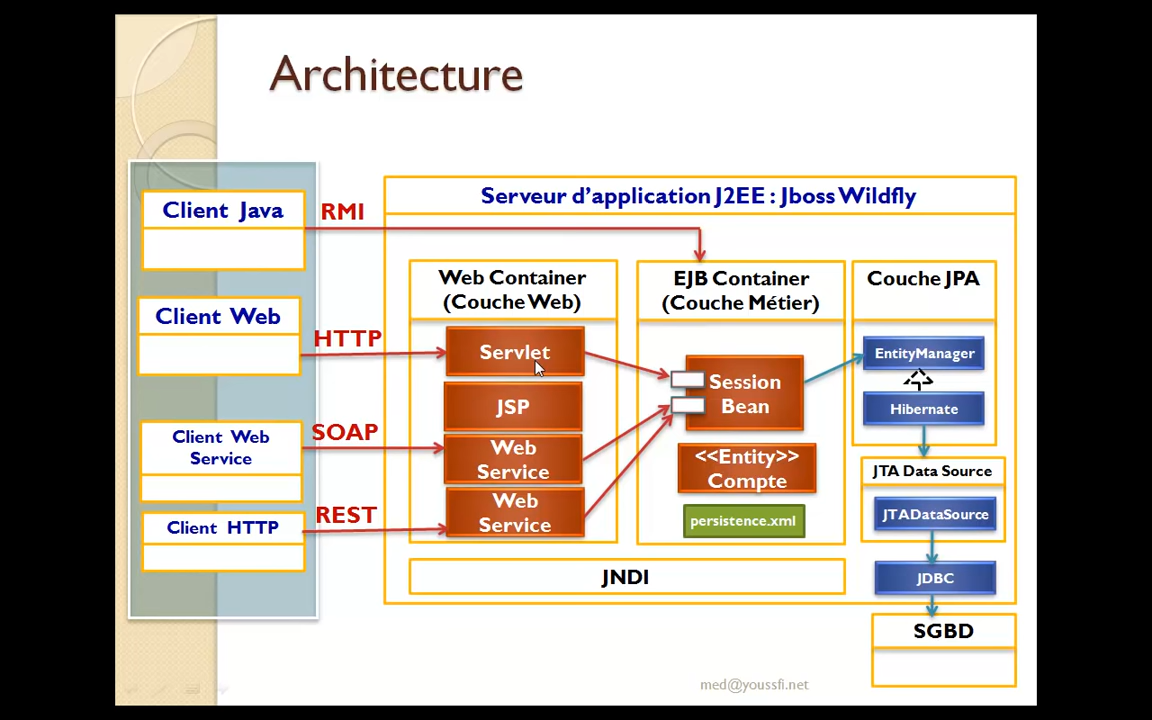 Architecture
Serveur d'application J2EE : Jboss Wildfly
Client Java
RMI
Client Web
HTTP
Client Web
Service
SOAP
Client HTTP
REST
Web Container
(Couche Web)
Servlet
JSP
Web
Service
Web
Service
EJB Container
(Couche Métier)
Session
Bean
<<Entity>>
Compte
persistence.xml
JNDI
Couche JPA
EntityManager
Hibernate
JTA Data Source
JTADataSource
JDBC
SGBD
med@youssfi.net